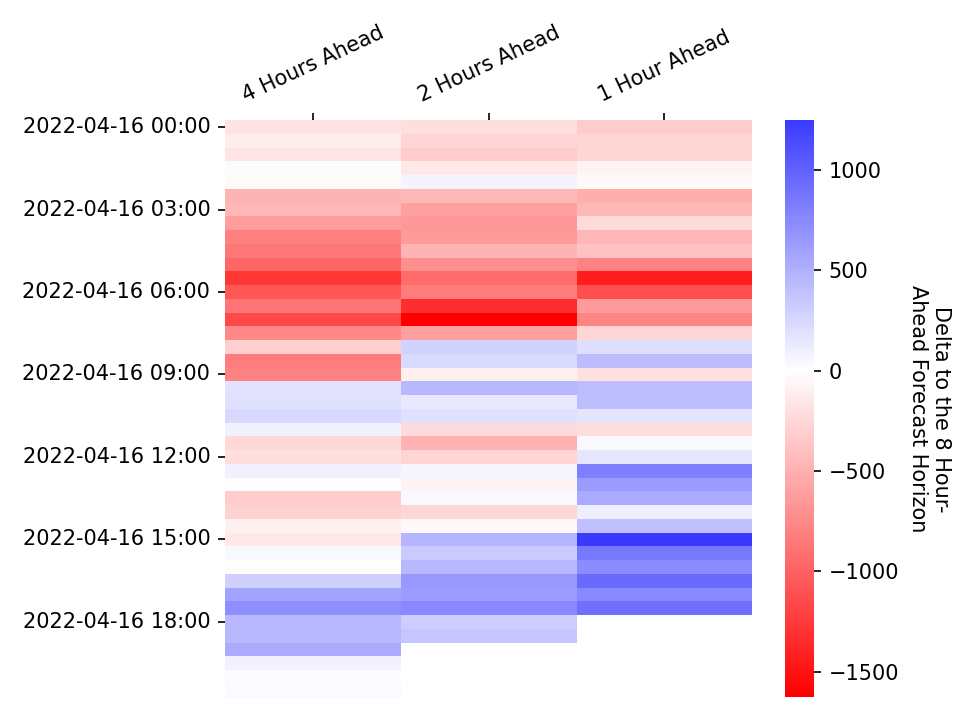 4 Hours Ahead
2 Hours Ahead
1 Hour Ahead
2022-04-16 00:00
2022-04-16 03:00
2022-04-16 06:00
2022-04-16 09:00
2022-04-16 12:00
2022-04-16 15:00
2022-04-16 18:00
1000
500
0
−500
−1000
−1500
Delta to the 8 Hour-
Ahead Forecast Horizon